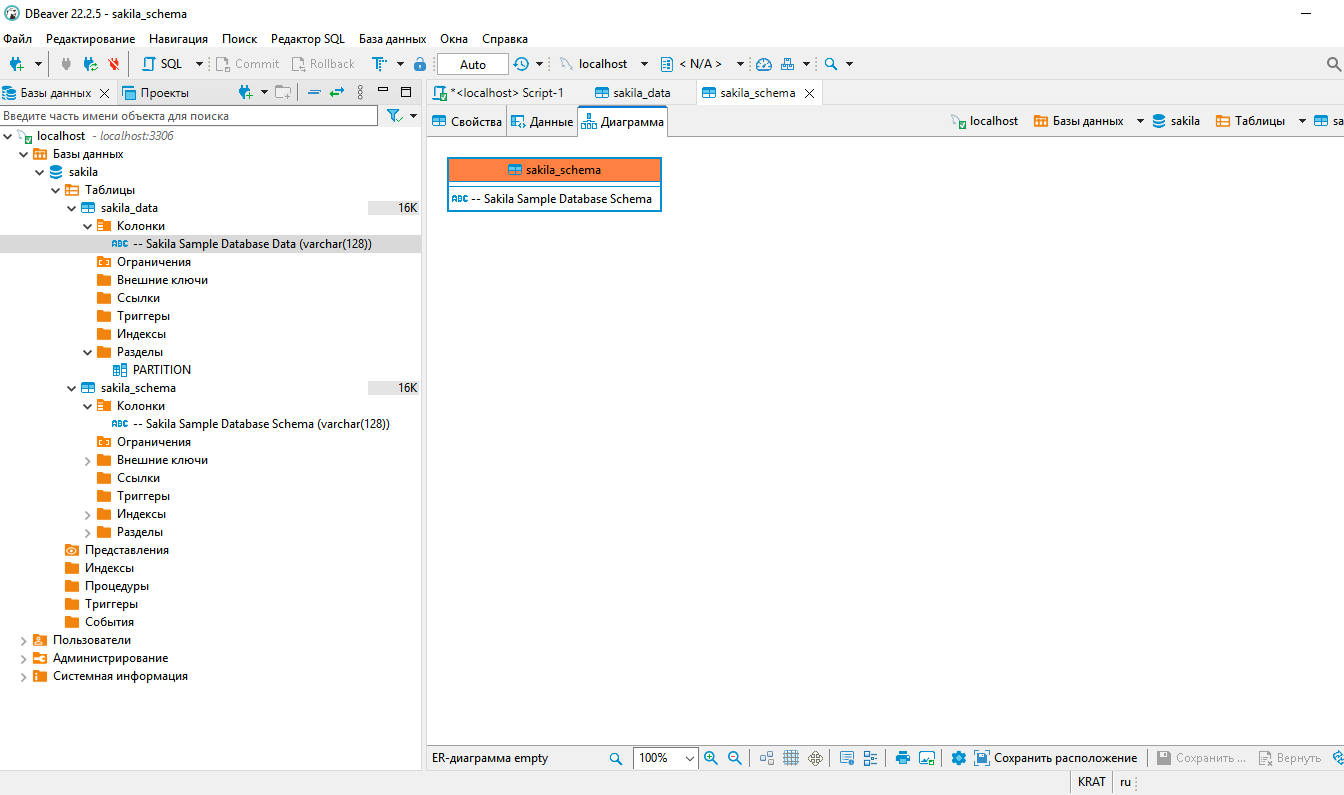 DBeaver 22.2.5 - sakila_schema
Файл Редактирование Навигация Поиск Редактор SQL База данных Окна Справка
SQL Commit Rollback Auto localhost < N/A >
Базы данных Проекты
*<localhost> Script-1 sakila_data sakila_schema
Введите часть имени объекта для поиска
Свойства Данные Диаграмма localhost Базы данных sakila Таблицы sa
localhost - localhost:3306
Базы данных
sakila
Таблицы
sakila_data 16K
Колонки
ABC -- Sakila Sample Database Data (varchar(128))
Ограничения
Внешние ключи
Ссылки
Триггеры
Индексы
Разделы
PARTITION
sakila_schema 16K
Колонки
ABC -- Sakila Sample Database Schema (varchar(128))
Ограничения
Внешние ключи
Ссылки
Триггеры
Индексы
Разделы
Представления
Индексы
Процедуры
Триггеры
События
Пользователи
Администрирование
Системная информация
sakila_schema
ABC -- Sakila Sample Database Schema
ER-диаграмма empty 100% Сохранить расположение Сохранить ... Вернуть
KRAT ru